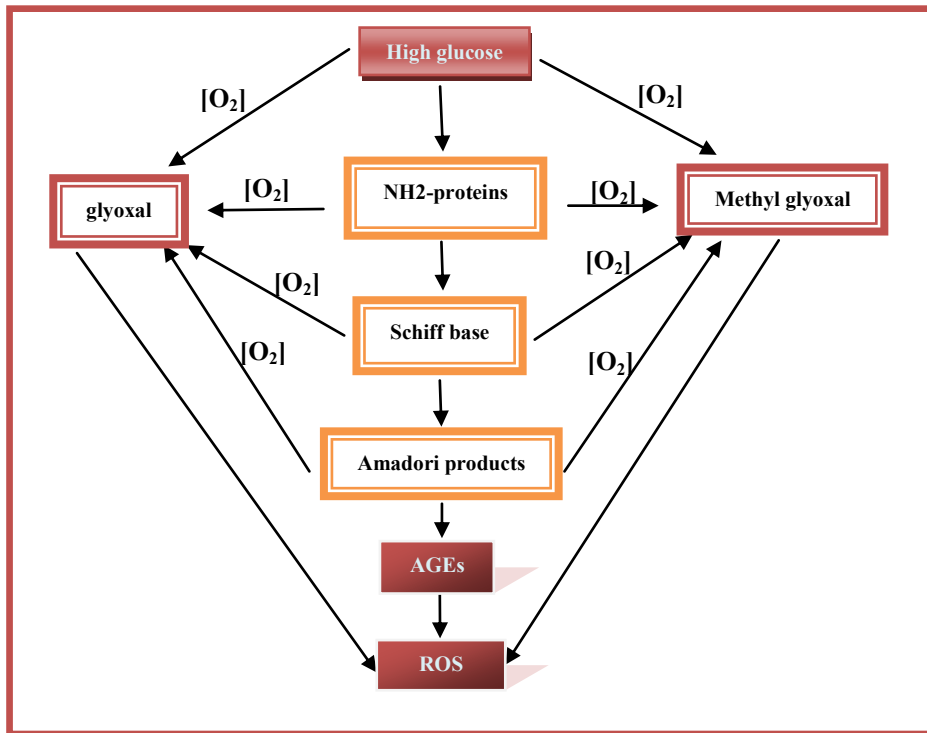 High glucose
[O₂]
[O₂]
glyoxal
[O₂]
NH2-proteins
[O₂]
Methyl glyoxal
[O₂]
Schiff base
[O₂]
[O₂]
Amadori products
[O₂]
AGEs
ROS